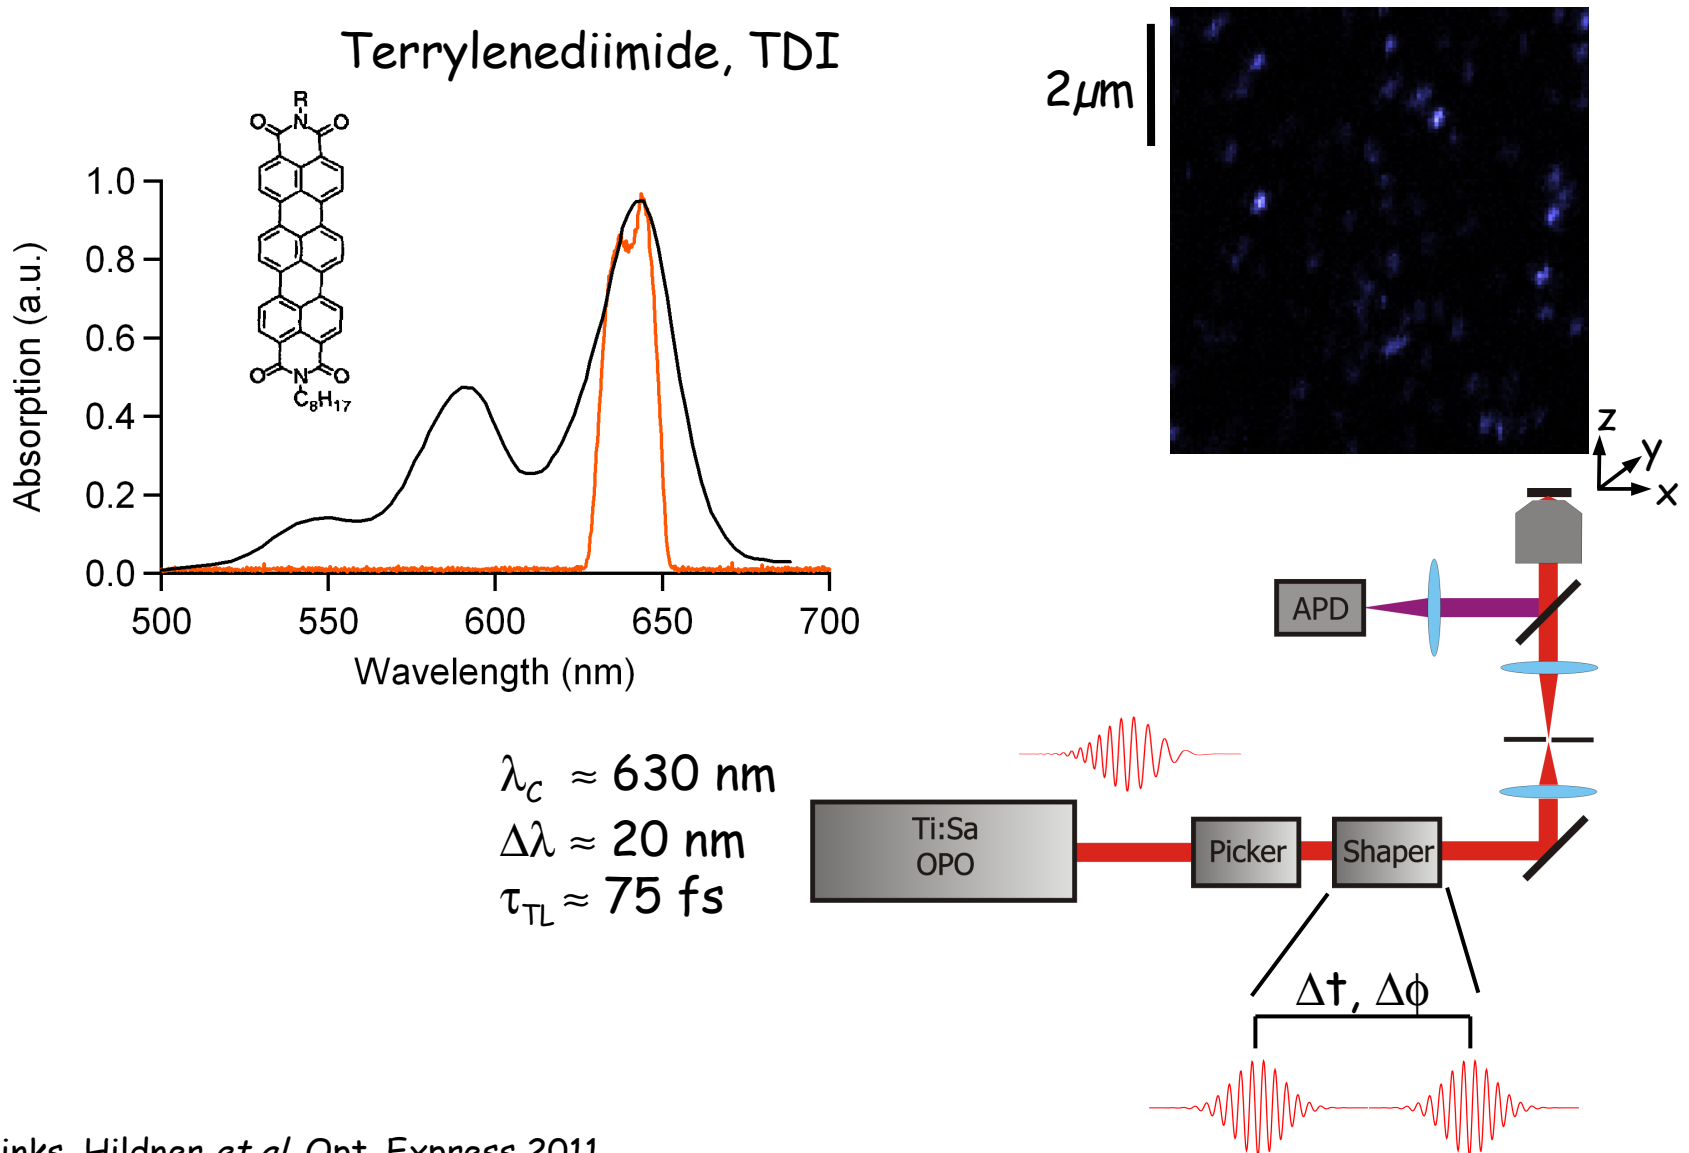 Terrylenediimide, TDI
2μm
R
O N O
O N O
C₈H₁₇
Absorption (a.u.)
1.0
0.8
0.6
0.4
0.2
0.0
500 550 600 650 700
Wavelength (nm)
z
y
x
APD
λC ≈ 630 nm
Δλ ≈ 20 nm
τTL ≈ 75 fs
Ti:Sa
OPO
Picker
Shaper
Δt, Δϕ
Hildner et al. Opt. Express 2011